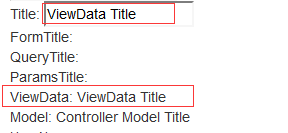 Title: ViewData Title
FormTitle:
QueryTitle:
ParamsTitle:
ViewData: ViewData Title
Model: Controller Model Title